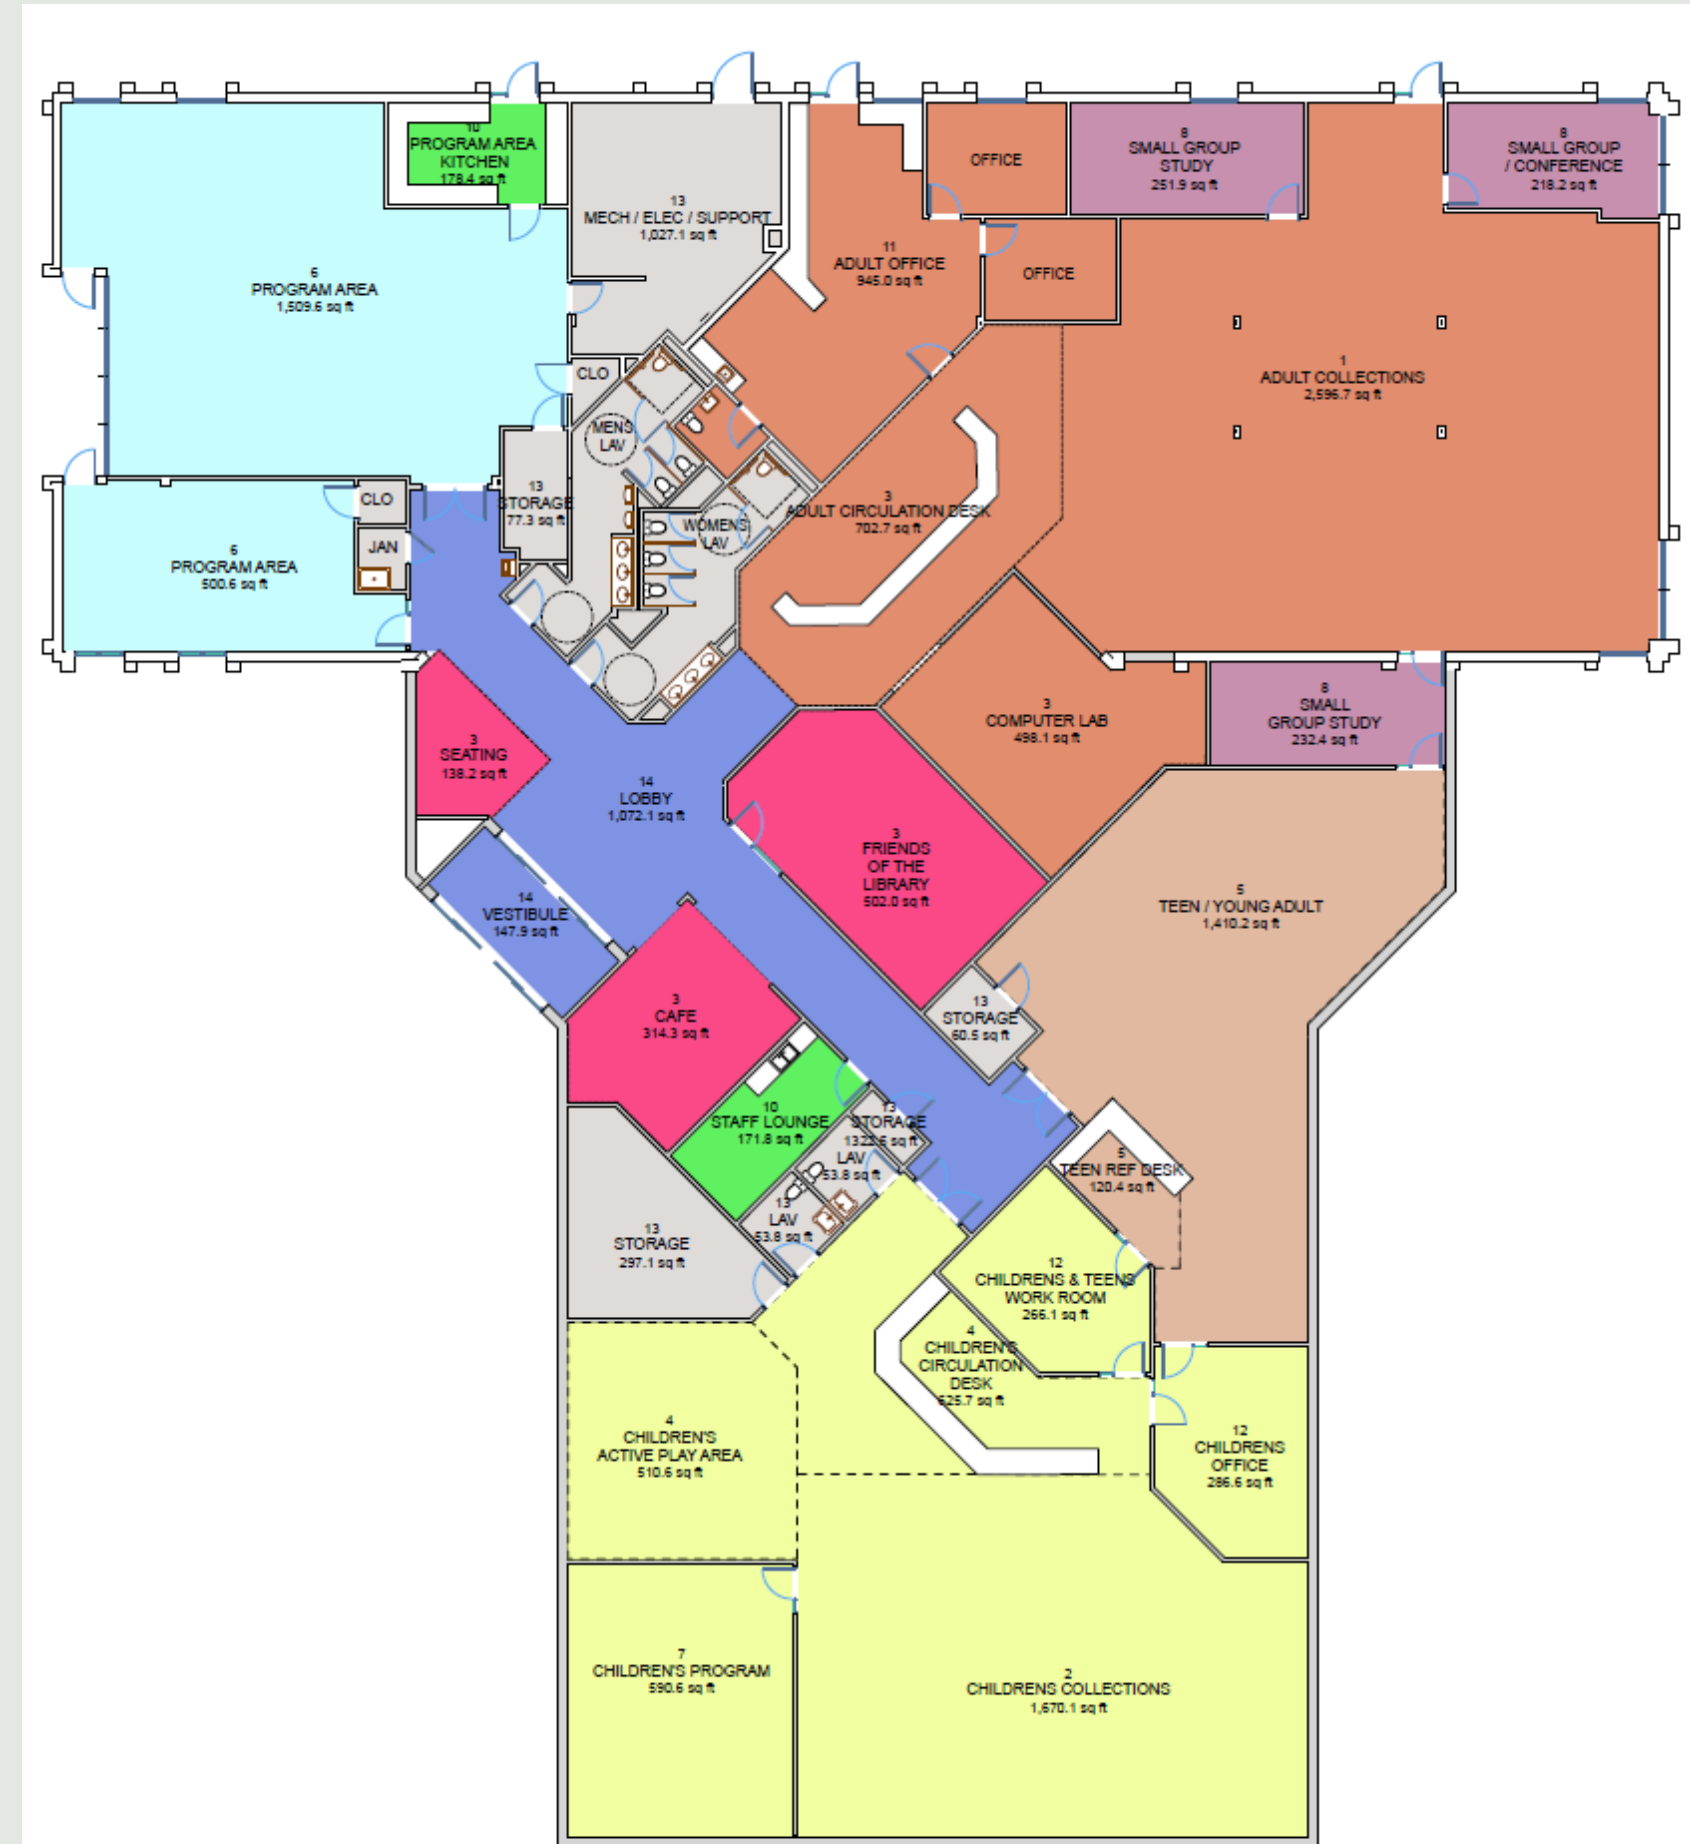 10
PROGRAM AREA
KITCHEN
178.4 sq ft
13
MECH / ELEC / SUPPORT
1,027.1 sq ft
OFFICE
8
SMALL GROUP
STUDY
251.9 sq ft
8
SMALL GROUP
/ CONFERENCE
218.2 sq ft
6
PROGRAM AREA
1,509.6 sq ft
11
ADULT OFFICE
945.0 sq ft
OFFICE
1
ADULT COLLECTIONS
2,596.7 sq ft
CLO
MENS
LAV
CLO
13
STORAGE
77.3 sq ft
WOMENS
LAV
3
ADULT CIRCULATION DESK
702.7 sq ft
JAN
6
PROGRAM AREA
500.6 sq ft
3
SEATING
138.2 sq ft
14
LOBBY
1,072.1 sq ft
3
COMPUTER LAB
498.1 sq ft
8
SMALL
GROUP STUDY
232.4 sq ft
3
FRIENDS
OF THE
LIBRARY
502.0 sq ft
5
TEEN / YOUNG ADULT
1,410.2 sq ft
14
VESTIBULE
147.9 sq ft
3
CAFE
314.3 sq ft
13
STORAGE
60.5 sq ft
10
STAFF LOUNGE
171.8 sq ft
13
STORAGE
sq ft
13
LAV
53.8 sq ft
13
LAV
53.8 sq ft
5
TEEN REF DESK
120.4 sq ft
13
STORAGE
297.1 sq ft
12
CHILDRENS & TEENS
WORK ROOM
266.1 sq ft
4
CHILDREN'S
CIRCULATION
DESK
525.7 sq ft
4
CHILDREN'S
ACTIVE PLAY AREA
510.6 sq ft
12
CHILDRENS
OFFICE
286.6 sq ft
7
CHILDREN'S PROGRAM
590.6 sq ft
2
CHILDRENS COLLECTIONS
1,670.1 sq ft